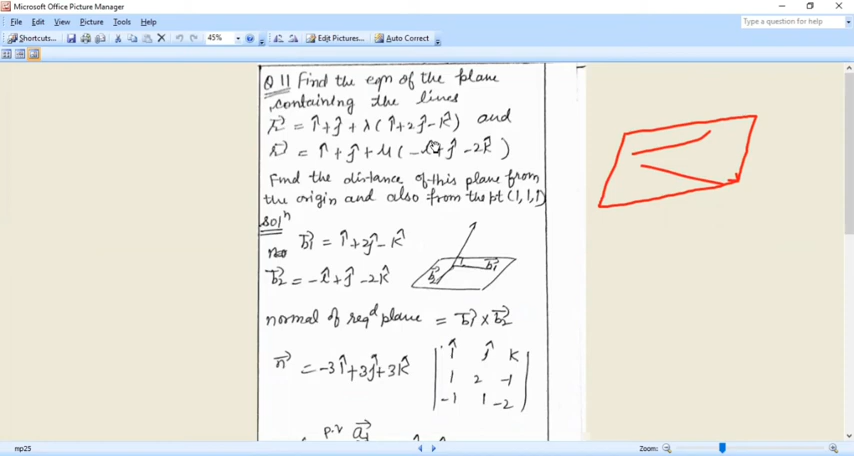 Microsoft Office Picture Manager
File Edit View Picture Tools Help
Type a question for help
Shortcuts... 45% Edit Pictures... Auto Correct
Q 11 Find the eqn of the plane
containing the lines
r⃗ = î + ĵ + λ ( î + 2ĵ - k̂ ) and
r⃗ = î + ĵ + μ ( - î + ĵ - 2k̂ )
Find the distance of this plane from
the origin and also from the pt (1,1,1)
Solⁿ
b⃗1 = î + 2ĵ - k̂
b⃗2 = - î + ĵ - 2k̂
b⃗1
b⃗2
normal of reqᵈ plane = b⃗1 × b⃗2
n⃗ = -3î + 3ĵ + 3k̂
î ĵ k
1 2 -1
-1 1 -2
p.v a⃗1
mp25
Zoom: